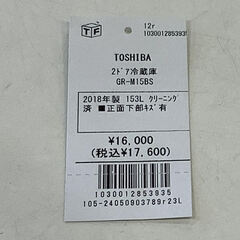 TF
12r
1030012853935
TOSHIBA
2ﾄﾞｱ冷蔵庫
GR-M15BS
2018年製 153L ｸﾘｰﾆﾝｸﾞ
済 ■正面下部ｷｽﾞ有
¥16,000
(税込¥17,600)
1030012853935
105-24050903789r23L